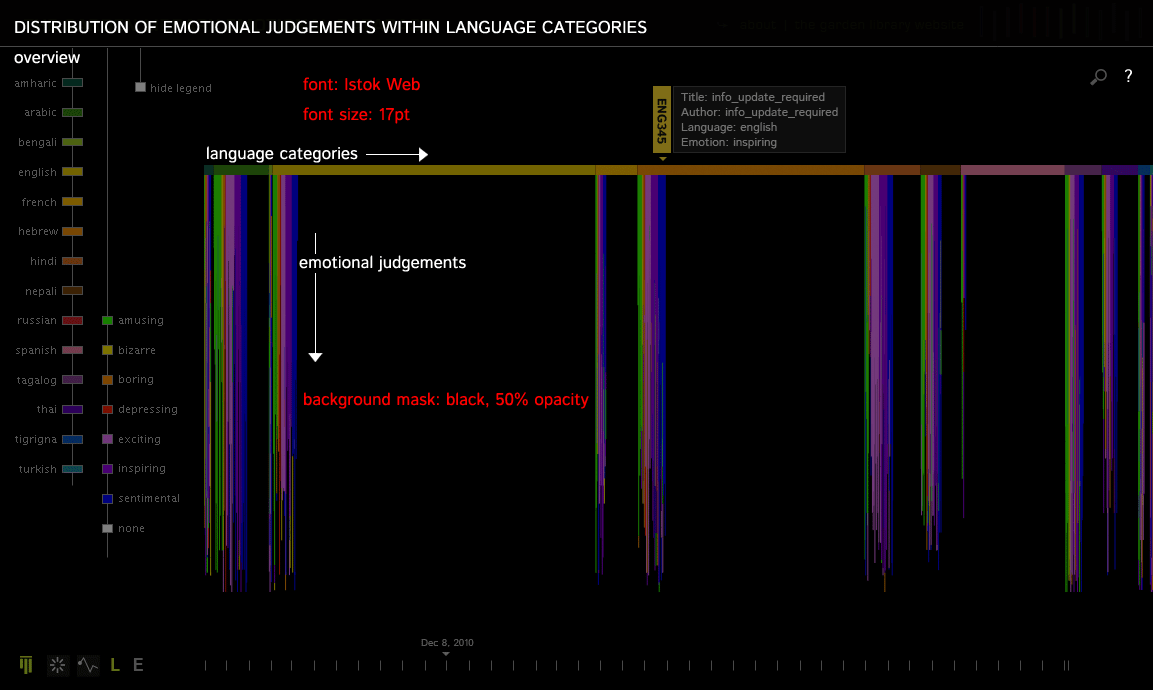 DISTRIBUTION OF EMOTIONAL JUDGEMENTS WITHIN LANGUAGE CATEGORIES
overview
amharic
arabic
bengali
english
french
hebrew
hindi
nepali
russian
spanish
tagalog
thai
tigrigna
turkish
hide legend
amusing
bizarre
boring
depressing
exciting
inspiring
sentimental
none
font: Istok Web
font size: 17pt
language categories
emotional judgements
background mask: black, 50% opacity
ENG345
Title: info_update_required
Author: info_update_required
Language: english
Emotion: inspiring
?
Dec 8, 2010
L E